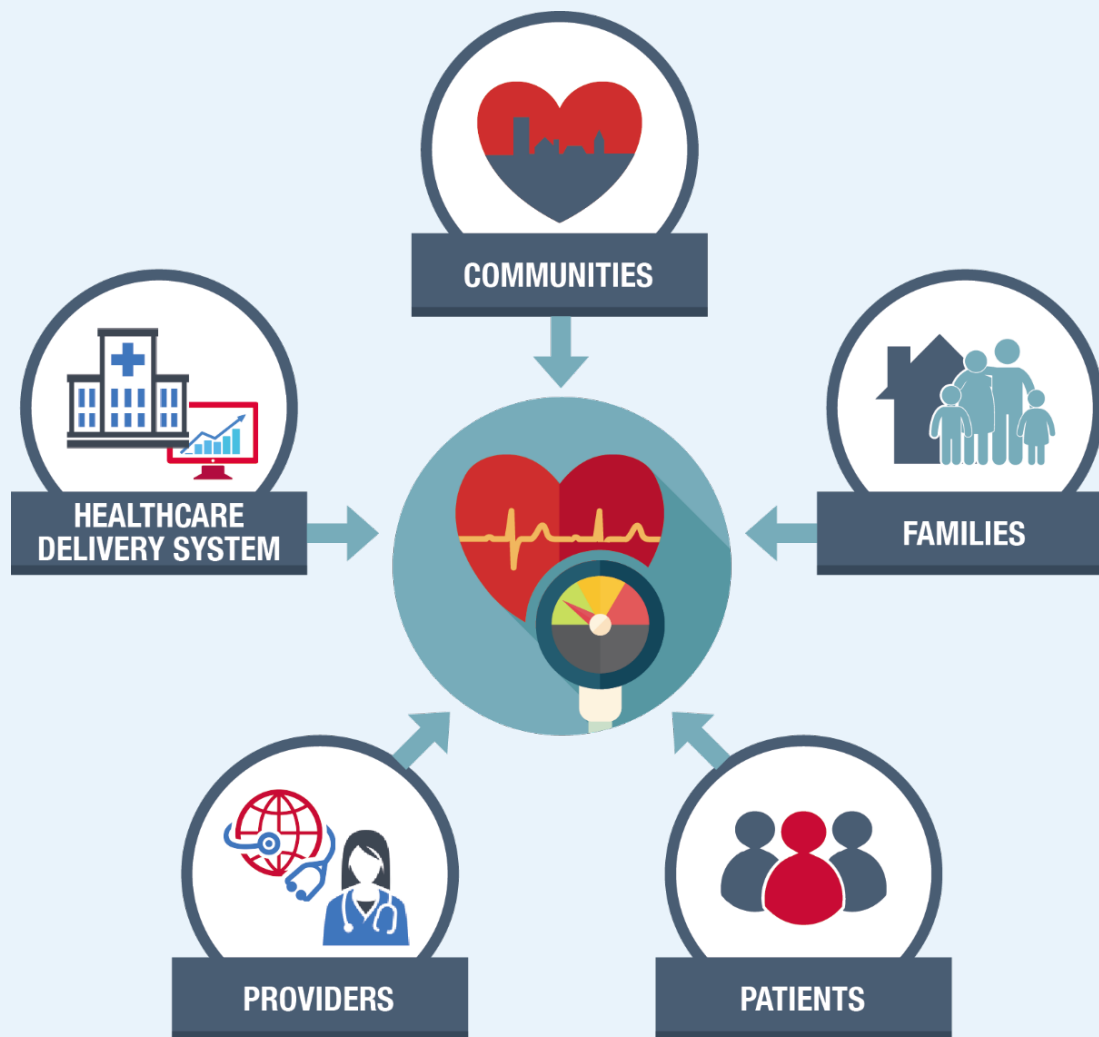 COMMUNITIES
HEALTHCARE
DELIVERY SYSTEM
FAMILIES
PROVIDERS
PATIENTS